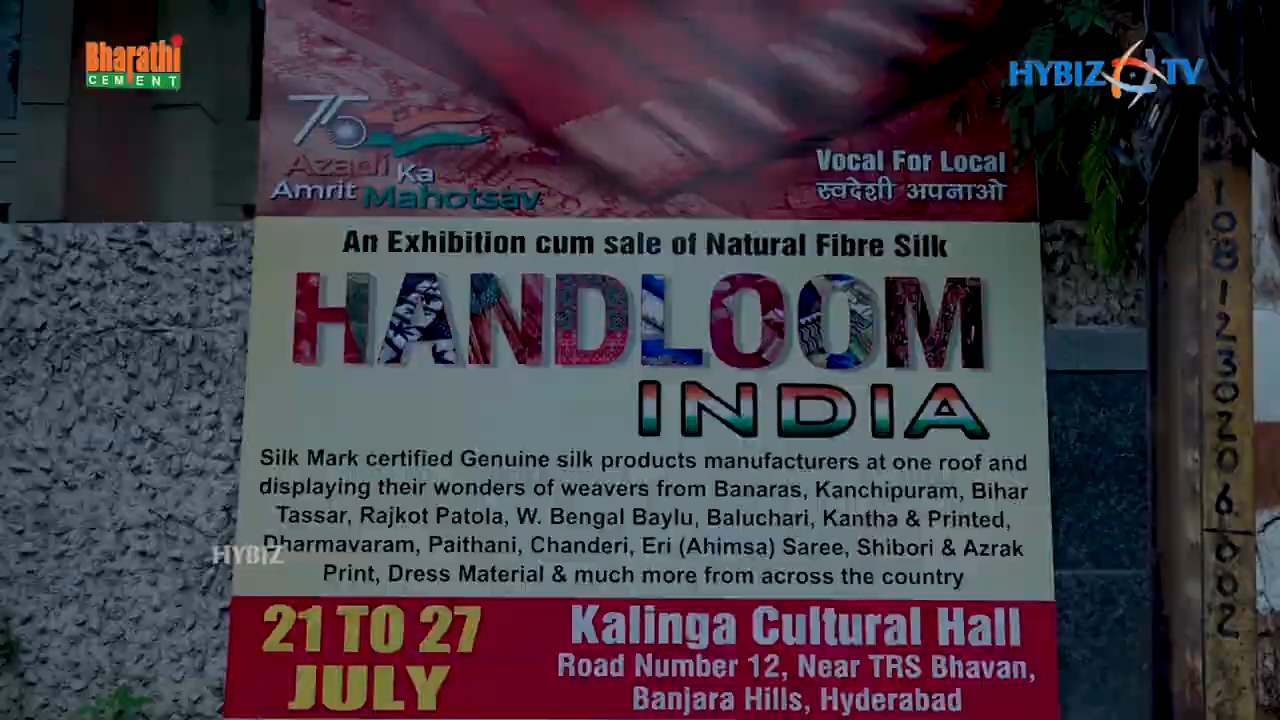 Bharathi
CEMENT
HYBIZ TV
75
Azadi Ka
Amrit Mahotsav
Vocal For Local
स्वदेशी अपनाओ
An Exhibition cum sale of Natural Fibre Silk
HANDLOOM
INDIA
Silk Mark certified Genuine silk products manufacturers at one roof and
displaying their wonders of weavers from Banaras, Kanchipuram, Bihar
Tassar, Rajkot Patola, W. Bengal Baylu, Baluchari, Kantha & Printed,
Dharmavaram, Paithani, Chanderi, Eri (Ahimsa) Saree, Shibori & Azrak
Print, Dress Material & much more from across the country
HYBIZ
21 TO 27
JULY
Kalinga Cultural Hall
Road Number 12, Near TRS Bhavan,
Banjara Hills, Hyderabad
1081230206
002